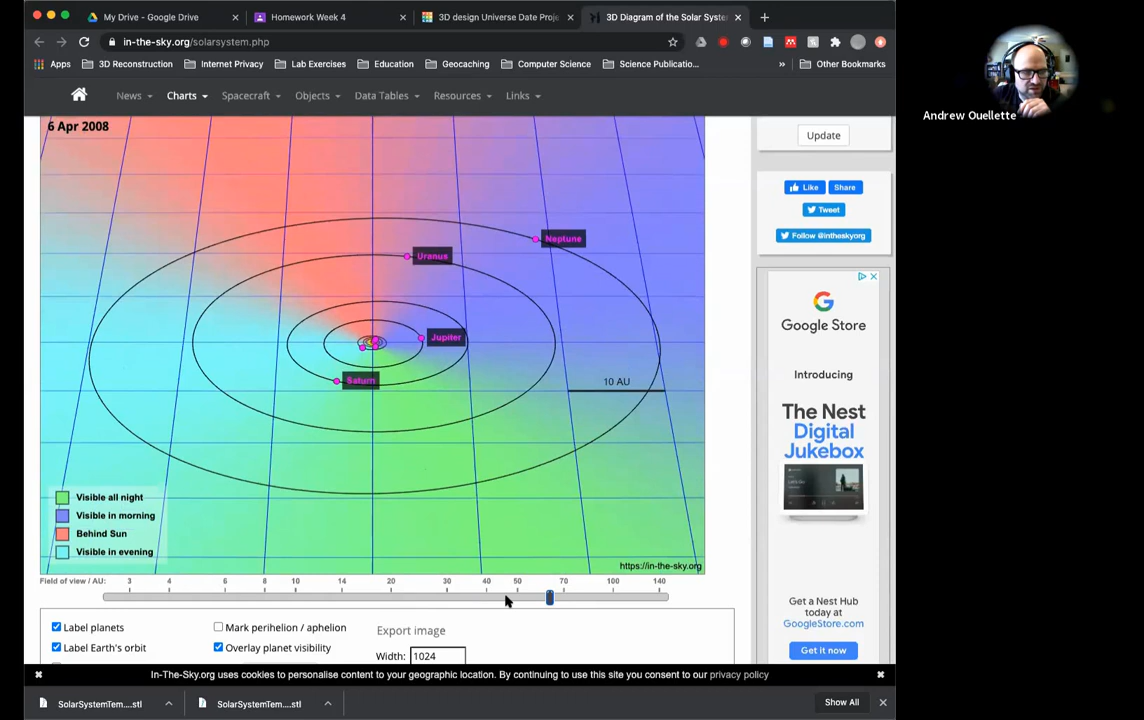 My Drive - Google Drive
Homework Week 4
3D design Universe Date Proje
3D Diagram of the Solar Syste
in-the-sky.org/solarsystem.php
Apps
3D Reconstruction
Internet Privacy
Lab Exercises
Education
Geocaching
Computer Science
Science Publicatio...
»
Other Bookmarks
News
Charts
Spacecraft
Objects
Data Tables
Resources
Links
6 Apr 2008
Neptune
Uranus
Jupiter
Saturn
10 AU
Visible all night
Visible in morning
Behind Sun
Visible in evening
https://in-the-sky.org
Field of view / AU: 3 4 6 8 10 14 20 30 40 50 70 100 140
Label planets
Mark perihelion / aphelion
Export image
Label Earth's orbit
Overlay planet visibility
Width: 1024
Update
Like
Share
Tweet
Follow @intheskyorg
Google Store
Introducing
The Nest
Digital
Jukebox
Get a Nest Hub
today at
GoogleStore.com
Get it now
In-The-Sky.org uses cookies to personalise content to your geographic location. By continuing to use this site you consent to our privacy policy
SolarSystemTem....stl
SolarSystemTem....stl
Show All
Andrew Ouellette